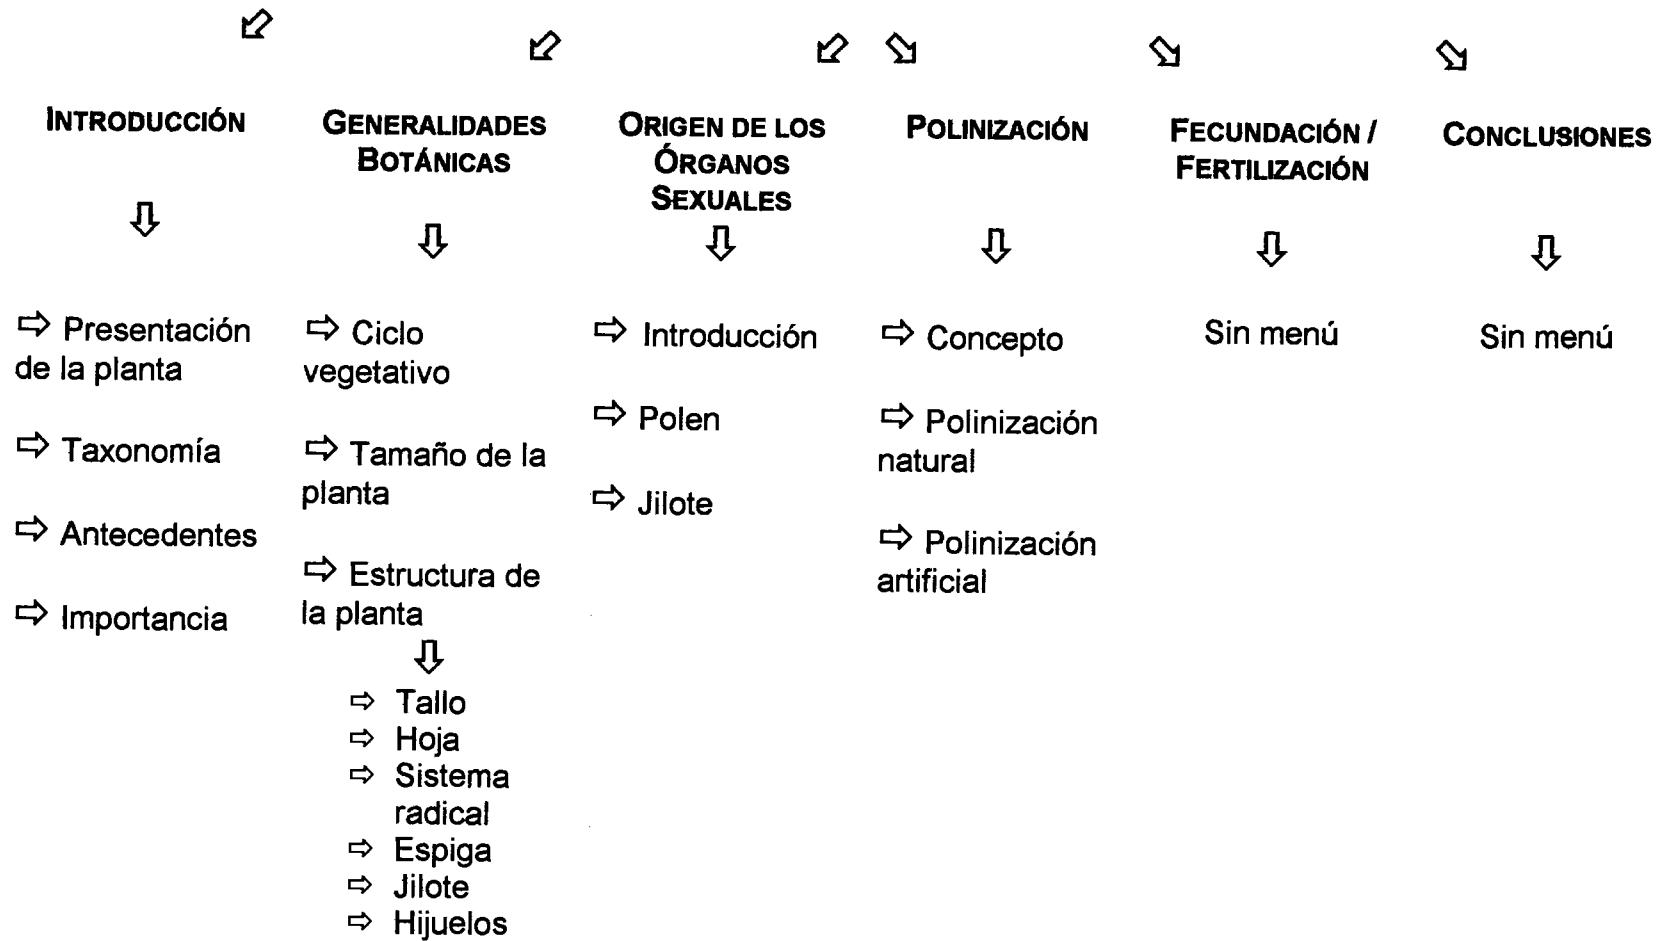 INTRODUCCIÓN
⇩
⇨ Presentación
de la planta
⇨ Taxonomía
⇨ Antecedentes
⇨ Importancia
GENERALIDADES
BOTÁNICAS
⇩
⇨ Ciclo
vegetativo
⇨ Tamaño de la
planta
⇨ Estructura de
la planta
⇩
⇨ Tallo
⇨ Hoja
⇨ Sistema
radical
⇨ Espiga
⇨ Jilote
⇨ Hijuelos
ORIGEN DE LOS
ÓRGANOS
SEXUALES
⇩
⇨ Introducción
⇨ Polen
⇨ Jilote
POLINIZACIÓN
⇩
⇨ Concepto
⇨ Polinización
natural
⇨ Polinización
artificial
FECUNDACIÓN /
FERTILIZACIÓN
⇩
Sin menú
CONCLUSIONES
⇩
Sin menú